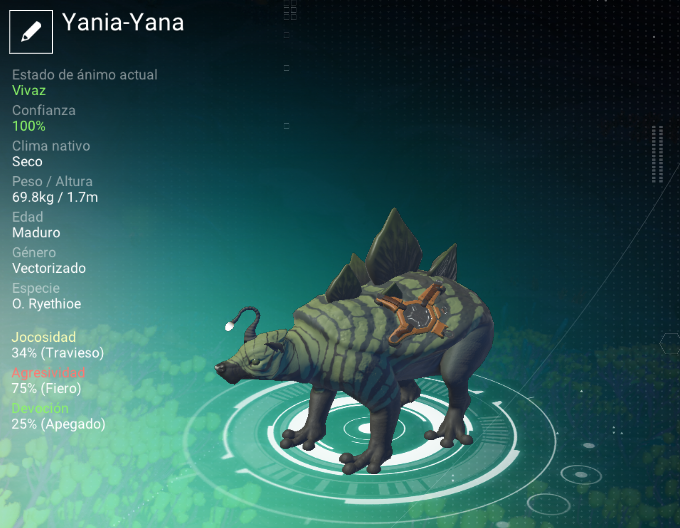 Yania-Yana
Estado de ánimo actual
Vivaz
Confianza
100%
Clima nativo
Seco
Peso / Altura
69.8kg / 1.7m
Edad
Maduro
Género
Vectorizado
Especie
O. Ryethioe
Jocosidad
34% (Travieso)
Agresividad
75% (Fiero)
Devoción
25% (Apegado)